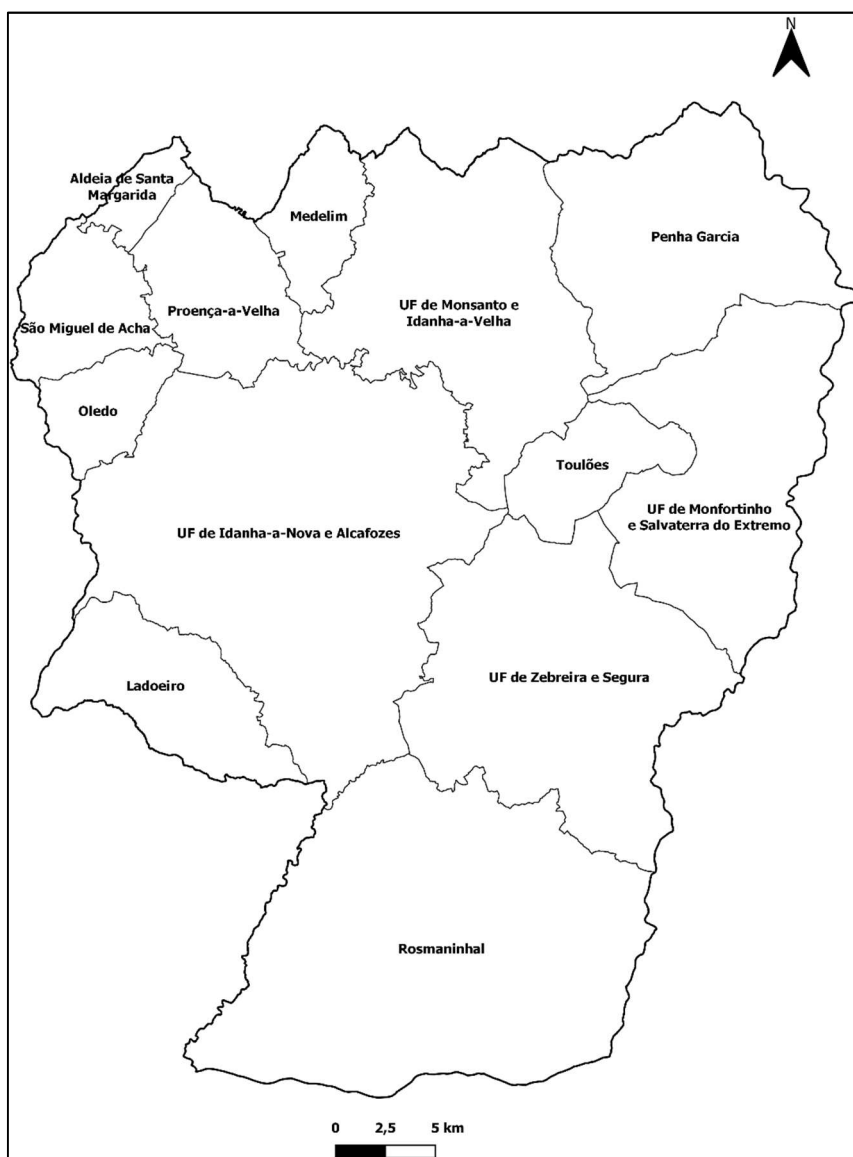 N
Aldeia de Santa
Margarida
Medelim
Penha Garcia
Proença-a-Velha
UF de Monsanto e
Idanha-a-Velha
São Miguel de Acha
Oledo
Toulões
UF de Monfortinho
e Salvaterra do Extremo
UF de Idanha-a-Nova e Alcafozes
Ladoeiro
UF de Zebreira e Segura
Rosmaninhal
0 2,5 5 km